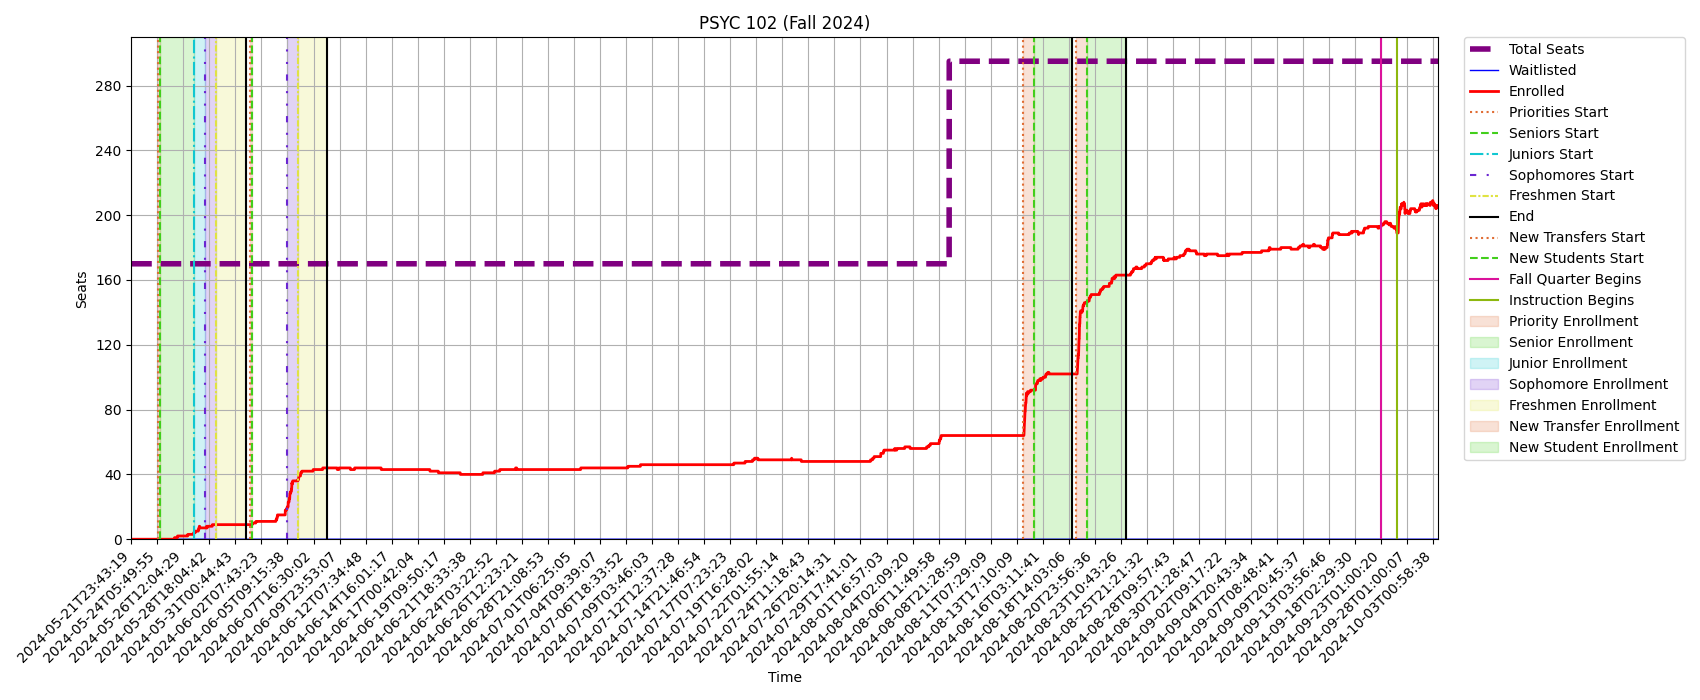 PSYC 102 (Fall 2024)
Seats
280
240
200
160
120
80
40
0
2024-05-21T23:43:19
2024-05-24T05:49:55
2024-05-26T12:04:29
2024-05-28T18:04:42
2024-05-31T00:44:43
2024-06-02T07:43:23
2024-06-05T09:15:38
2024-06-07T16:30:02
2024-06-09T23:53:07
2024-06-12T07:34:48
2024-06-14T16:01:17
2024-06-17T00:42:04
2024-06-19T09:50:17
2024-06-21T18:33:38
2024-06-24T03:22:52
2024-06-26T12:23:21
2024-06-28T21:08:53
2024-07-01T06:25:05
2024-07-04T09:39:07
2024-07-06T18:33:52
2024-07-09T03:46:03
2024-07-12T12:37:28
2024-07-14T21:46:54
2024-07-17T07:23:23
2024-07-19T16:28:02
2024-07-22T01:55:14
2024-07-24T11:18:43
2024-07-26T20:14:31
2024-07-29T17:41:01
2024-08-01T16:57:03
2024-08-04T02:09:20
2024-08-06T11:49:58
2024-08-08T21:28:59
2024-08-11T07:29:09
2024-08-13T17:10:09
2024-08-16T03:11:41
2024-08-18T14:03:06
2024-08-20T23:56:36
2024-08-23T10:43:26
2024-08-25T21:21:32
2024-08-28T09:57:43
2024-08-30T21:28:47
2024-09-02T09:17:22
2024-09-04T20:43:34
2024-09-07T08:48:41
2024-09-09T20:45:37
2024-09-13T03:56:46
2024-09-18T02:29:30
2024-09-23T01:00:20
2024-09-28T01:00:07
2024-10-03T00:58:38
Time
Total Seats
Waitlisted
Enrolled
Priorities Start
Seniors Start
Juniors Start
Sophomores Start
Freshmen Start
End
New Transfers Start
New Students Start
Fall Quarter Begins
Instruction Begins
Priority Enrollment
Senior Enrollment
Junior Enrollment
Sophomore Enrollment
Freshmen Enrollment
New Transfer Enrollment
New Student Enrollment